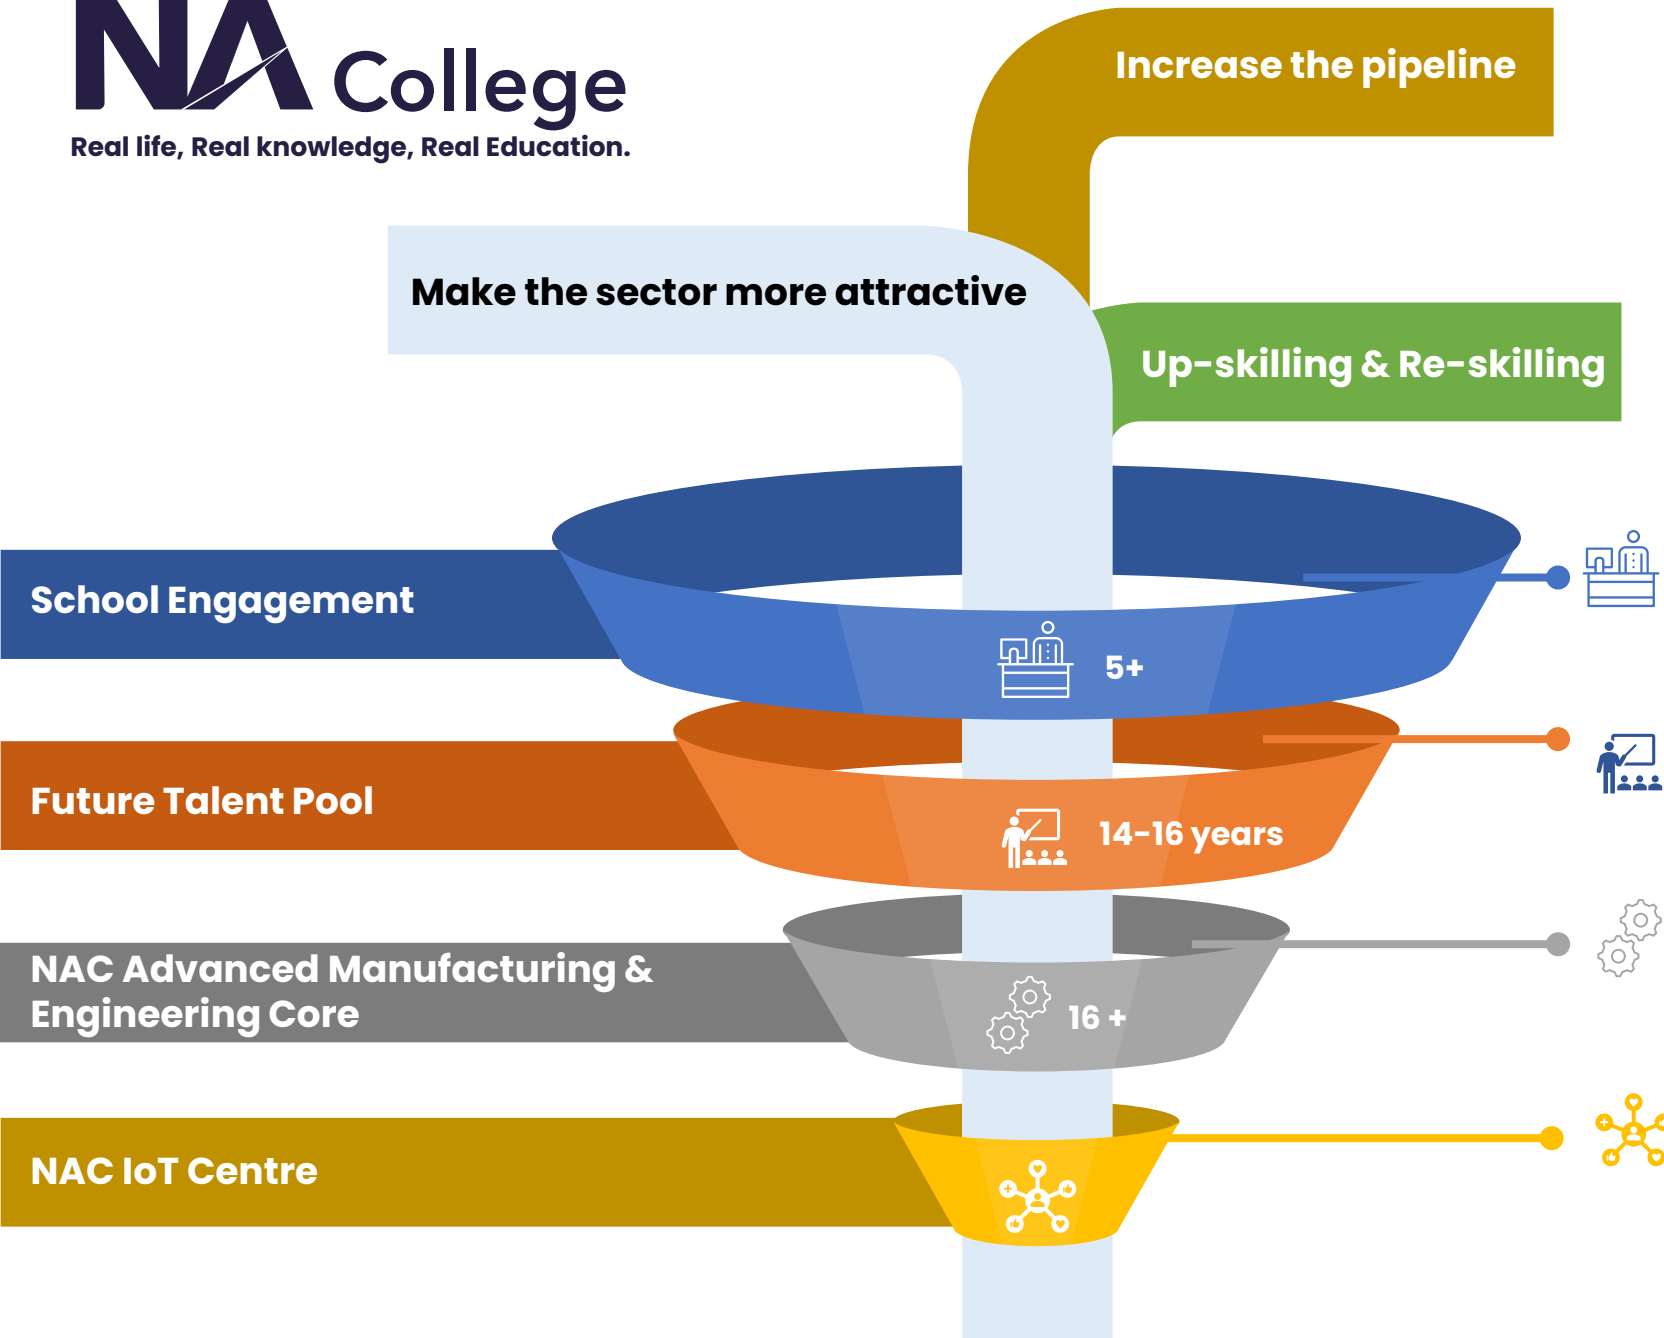 NA College
Real life, Real knowledge, Real Education.
Increase the pipeline
Make the sector more attractive
Up-skilling & Re-skilling
School Engagement
5+
Future Talent Pool
14-16 years
NAC Advanced Manufacturing &
Engineering Core
16 +
NAC IoT Centre